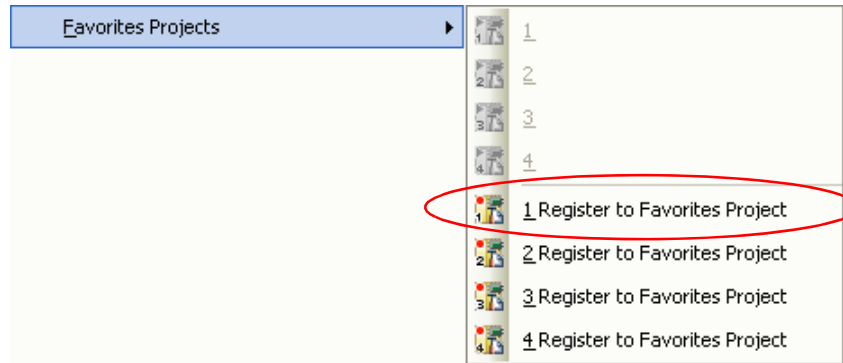 Favorites Projects
1
2
3
4
1 Register to Favorites Project
2 Register to Favorites Project
3 Register to Favorites Project
4 Register to Favorites Project